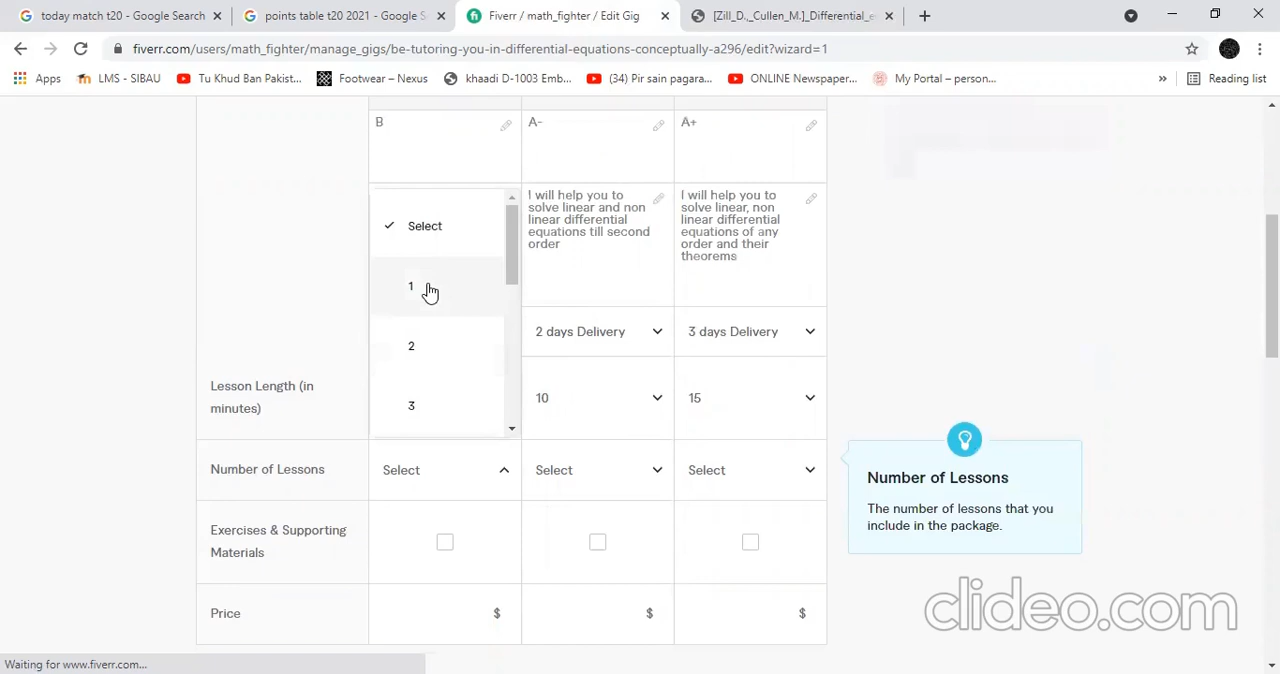 today match t20 - Google Search
points table t20 2021 - Google S
Fiverr / math_fighter / Edit Gig
[Zill_D.,_Cullen_M.]_Differential_e
fiverr.com/users/math_fighter/manage_gigs/be-tutoring-you-in-differential-equations-conceptually-a296/edit?wizard=1
Apps
LMS - SIBAU
Tu Khud Ban Pakist...
Footwear – Nexus
khaadi D-1003 Emb...
(34) Pir sain pagara...
ONLINE Newspaper...
My Portal – person...
»
Reading list
B
A-
A+
I will help you to
solve linear and non
linear differential
equations till second
order
I will help you to
solve linear, non
linear differential
equations of any
order and their
theorems
Select
1
2
3
2 days Delivery
3 days Delivery
Lesson Length (in
minutes)
10
15
Number of Lessons
Select
Select
Select
Number of Lessons
The number of lessons that you
include in the package.
Exercises & Supporting
Materials
Price
$
$
$
clideo.com
Waiting for www.fiverr.com...